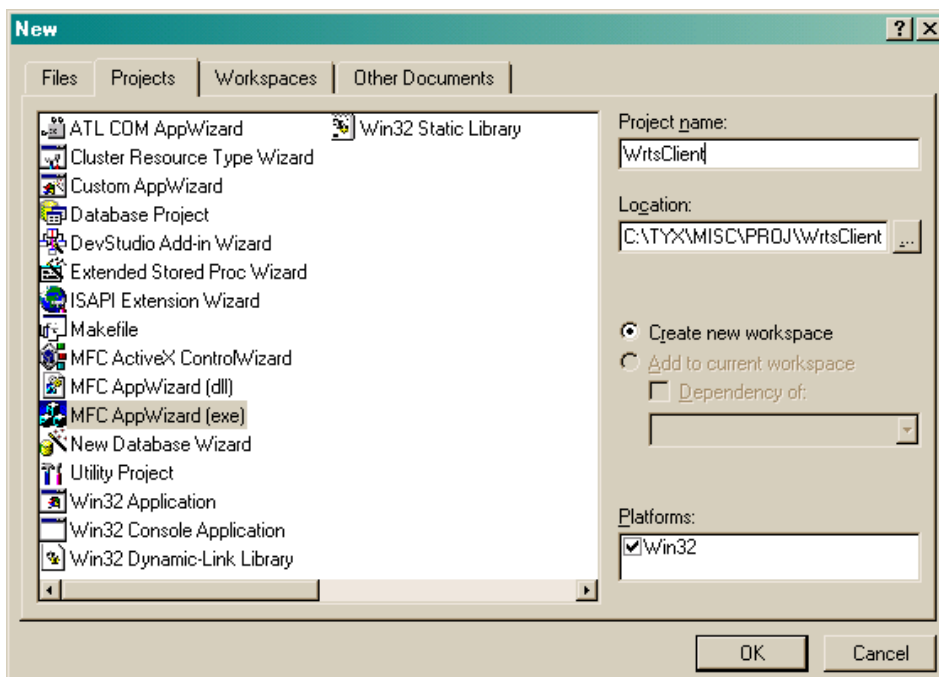 New
Files Projects Workspaces Other Documents
ATL COM AppWizard
Cluster Resource Type Wizard
Custom AppWizard
Database Project
DevStudio Add-in Wizard
Extended Stored Proc Wizard
ISAPI Extension Wizard
Makefile
MFC ActiveX ControlWizard
MFC AppWizard (dll)
MFC AppWizard (exe)
New Database Wizard
Utility Project
Win32 Application
Win32 Console Application
Win32 Dynamic-Link Library
Win32 Static Library
Project name:
WrtsClient
Location:
C:\TYX\MISC\PROJ\WrtsClient
...
Create new workspace
Add to current workspace
Dependency of:
Platforms:
Win32
OK Cancel